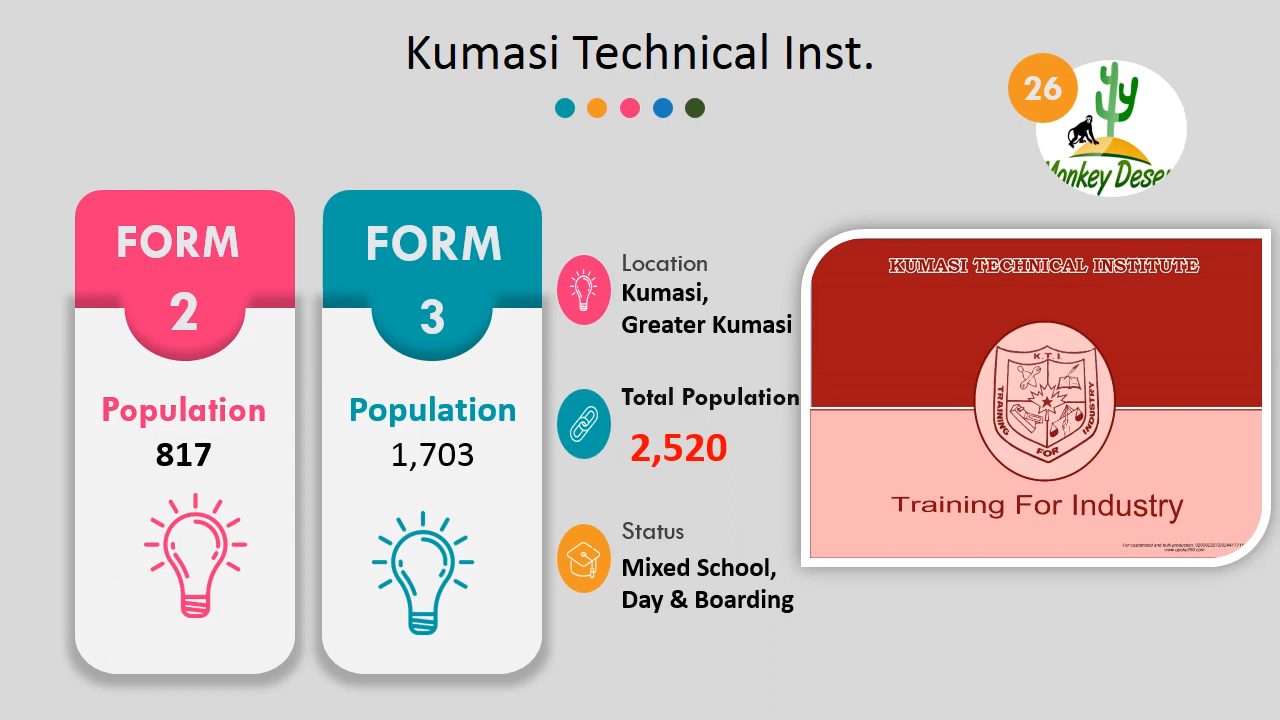 Kumasi Technical Inst.
26
Monkey Dese
FORM
2
Population
817
FORM
3
Population
1,703
Location
Kumasi,
Greater Kumasi
Total Population
2,520
Status
Mixed School,
Day & Boarding
KUMASI TECHNICAL INSTITUTE
K.T.I.
TRAINING
FOR
INDUSTRY
Training For Industry